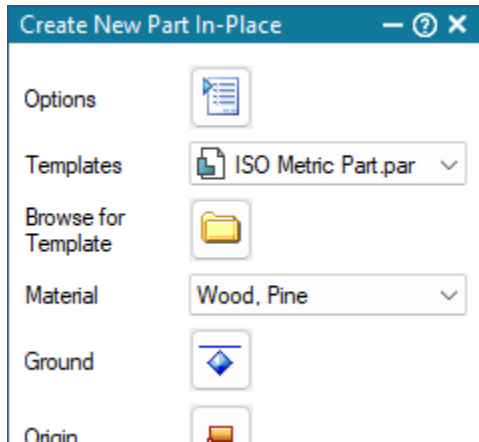 Create New Part In-Place
Options
Templates
ISO Metric Part.par
Browse for
Template
Material
Wood, Pine
Ground
Origin